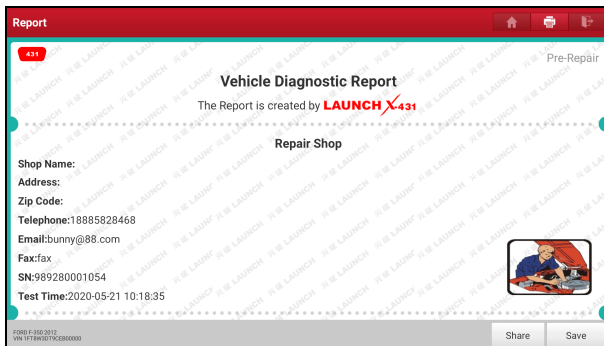 Report
431
Pre-Repair
Vehicle Diagnostic Report
The Report is created by LAUNCH X-431
Repair Shop
Shop Name:
Address:
Zip Code:
Telephone:18885828468
Email:bunny@88.com
Fax:fax
SN:989280001054
Test Time:2020-05-21 10:18:35
FORD F-350 2012
VIN 1FT8W3DT9CEB00000
Share
Save